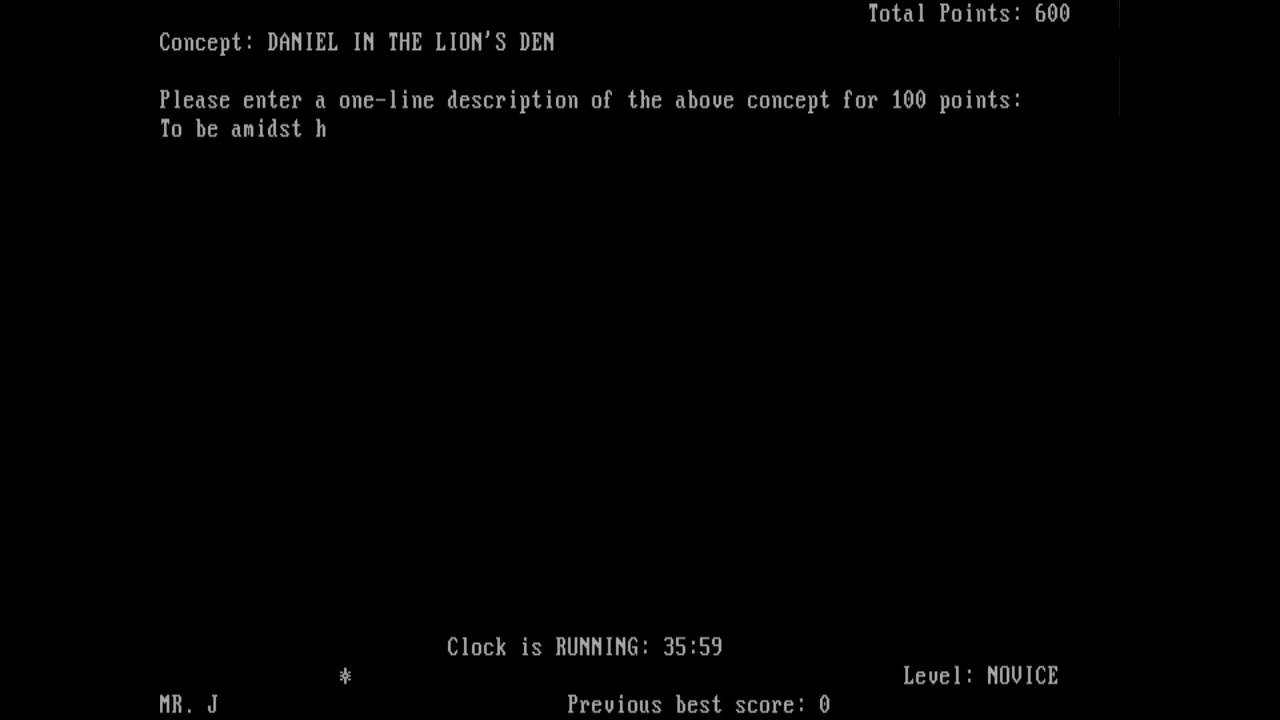 Total Points: 600
Concept: DANIEL IN THE LION'S DEN
Please enter a one-line description of the above concept for 100 points:
To be amidst h
Clock is RUNNING: 35:59
* Level: NOVICE
MR. J Previous best score: 0